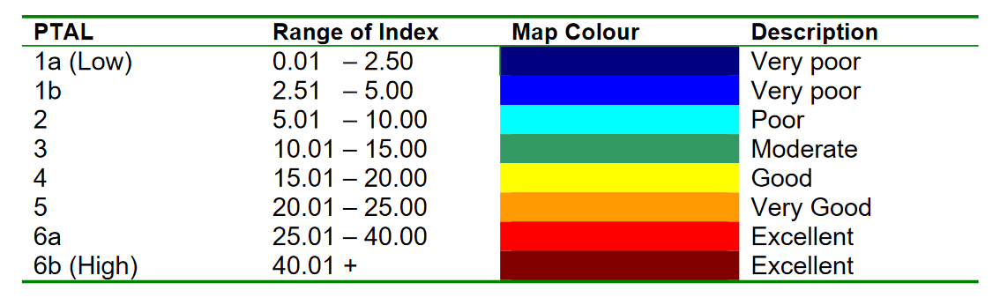 PTAL Range of Index Map Colour Description
1a (Low) 0.01 – 2.50 Very poor
1b 2.51 – 5.00 Very poor
2 5.01 – 10.00 Poor
3 10.01 – 15.00 Moderate
4 15.01 – 20.00 Good
5 20.01 – 25.00 Very Good
6a 25.01 – 40.00 Excellent
6b (High) 40.01 + Excellent